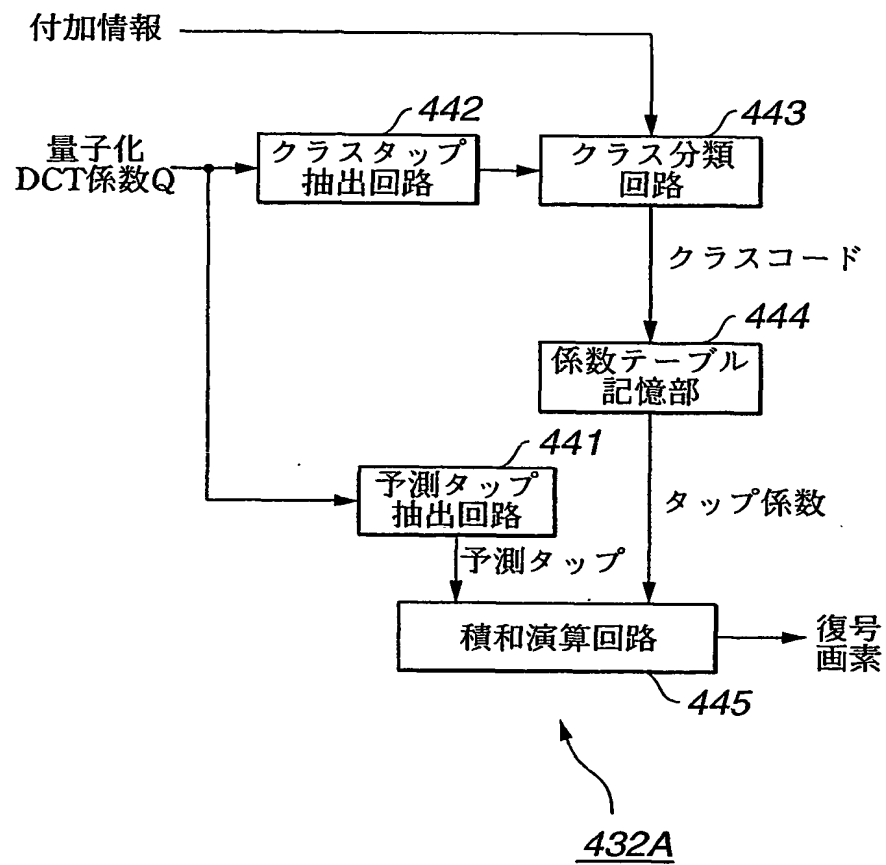 付加情報
442
443
量子化
DCT係数Q
クラスタップ
抽出回路
クラス分類
回路
クラスコード
444
係数テーブル
記憶部
441
予測タップ
抽出回路
タップ係数
予測タップ
積和演算回路
復号
画素
445
432A